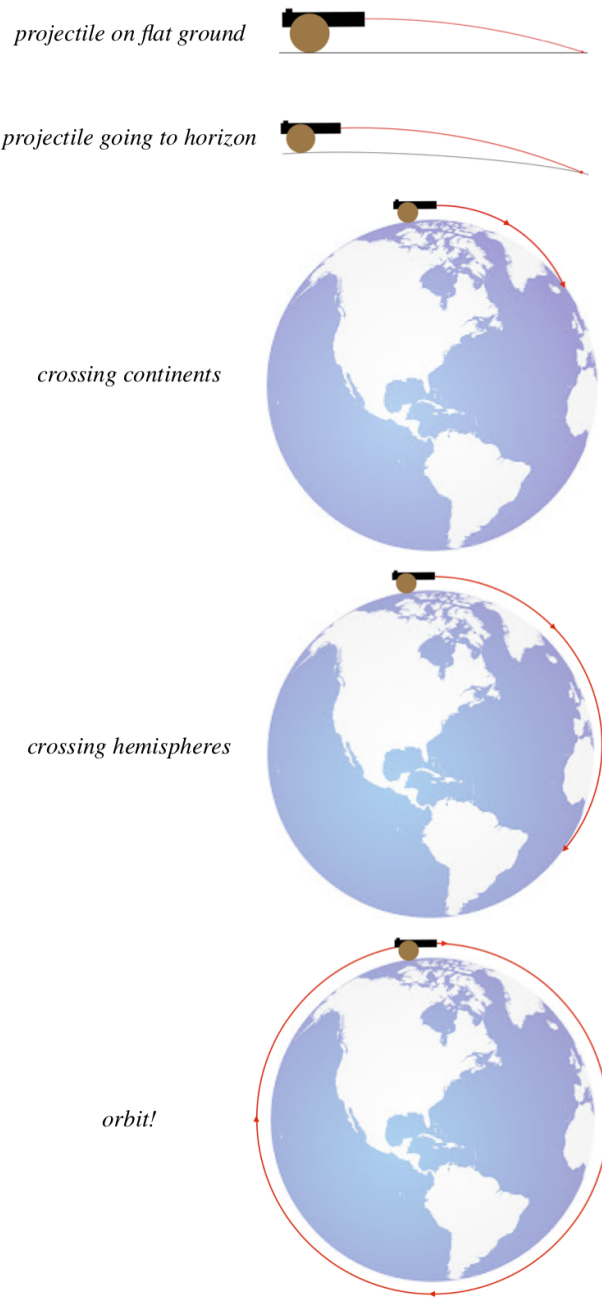 projectile on flat ground
projectile going to horizon
crossing continents
crossing hemispheres
orbit!